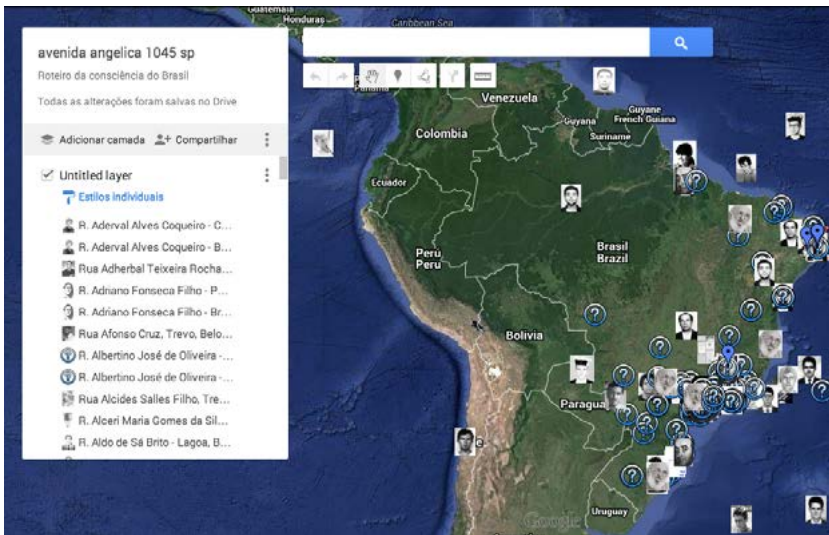 avenida angelica 1045 sp
Roteiro da consciência do Brasil
Todas as alterações foram salvas no Drive
Adicionar camada Compartilhar
Untitled layer
Estilos individuais
R. Aderval Alves Coqueiro - C...
R. Aderval Alves Coqueiro - B...
Rua Adherbal Teixeira Rocha...
R. Adriano Fonseca Filho - P...
R. Adriano Fonseca Filho - Br...
Rua Afonso Cruz, Trevo, Belo...
R. Albertino José de Oliveira -...
R. Albertino José de Oliveira -...
Rua Alcides Salles Filho, Tre...
R. Alceri Maria Gomes da Sil...
R. Aldo de Sá Brito - Lagoa, B...
Guatemala
Honduras
Caribbean Sea
Panamá
Venezuela
Guyana
Guyane
French Guiana
Suriname
Colombia
Ecuador
Perú
Peru
Brasil
Brazil
Bolivia
Paragua
Uruguay
Google